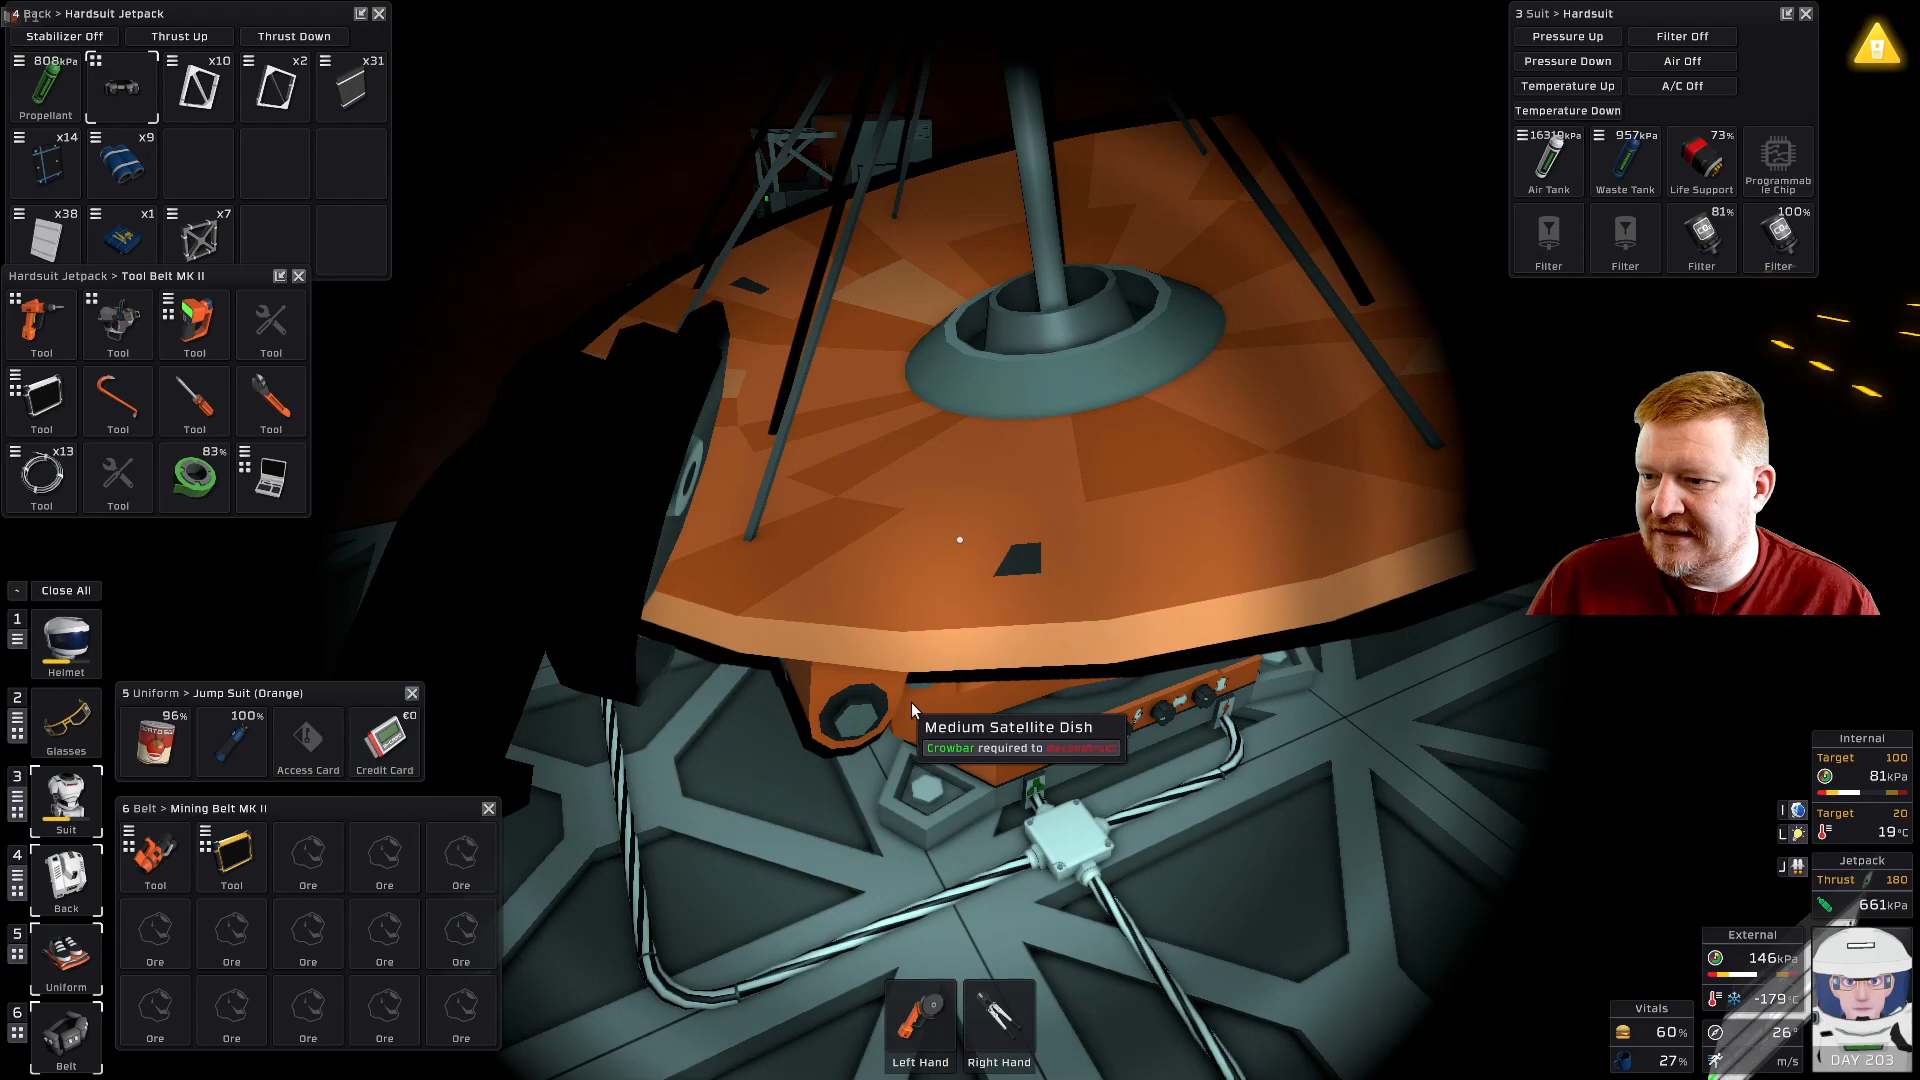 4 Back > Hardsuit Jetpack
Stabilizer Off
Thrust Up
Thrust Down
808kPa
x10
x2
x31
Propellant
x14
x9
x38
x1
x7
Hardsuit Jetpack > Tool Belt MK II
Tool
Tool
Tool
Tool
Tool
Tool
Tool
Tool
x13
83%
Tool
Tool
~
Close All
1
Helmet
2
Glasses
3
Suit
4
Back
5
Uniform
6
Belt
5 Uniform > Jump Suit (Orange)
96%
100%
€0
Access Card
Credit Card
6 Belt > Mining Belt MK II
Tool
Tool
Ore
Ore
Ore
Ore
Ore
Ore
Ore
Ore
Ore
Ore
Ore
Ore
Ore
Medium Satellite Dish
Crowbar required to deconstruct
Left Hand
Right Hand
3 Suit > Hardsuit
Pressure Up
Filter Off
Pressure Down
Air Off
Temperature Up
A/C Off
Temperature Down
957kPa
73%
Air Tank
Waste Tank
Life Support
Programmab
le Chip
81%
100%
Filter
Filter
Filter
Filter
Internal
Target 100
81kPa
Target 20
19°C
I
L
J
Jetpack
Thrust 180
661kPa
External
146kPa
-179°C
26°
m/s
Vitals
60%
27%
DAY 203